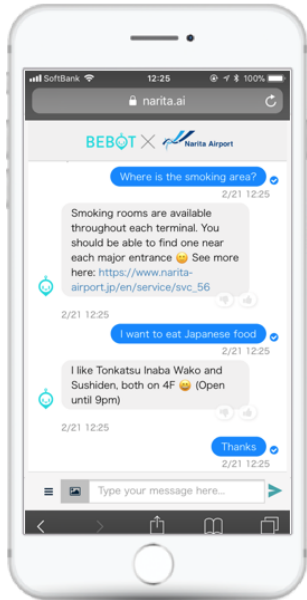 SoftBank 12:25 100%
narita.ai
BEBOT × Narita Airport
Where is the smoking area?
2/21 12:25
Smoking rooms are available
throughout each terminal. You
should be able to find one near
each major entrance 😀 See more
here: https://www.narita-
airport.jp/en/service/svc_56
2/21 12:25
I want to eat Japanese food
2/21 12:25
I like Tonkatsu Inaba Wako and
Sushiden, both on 4F 😀 (Open
until 9pm)
2/21 12:25
Thanks
2/21 12:25
Type your message here...